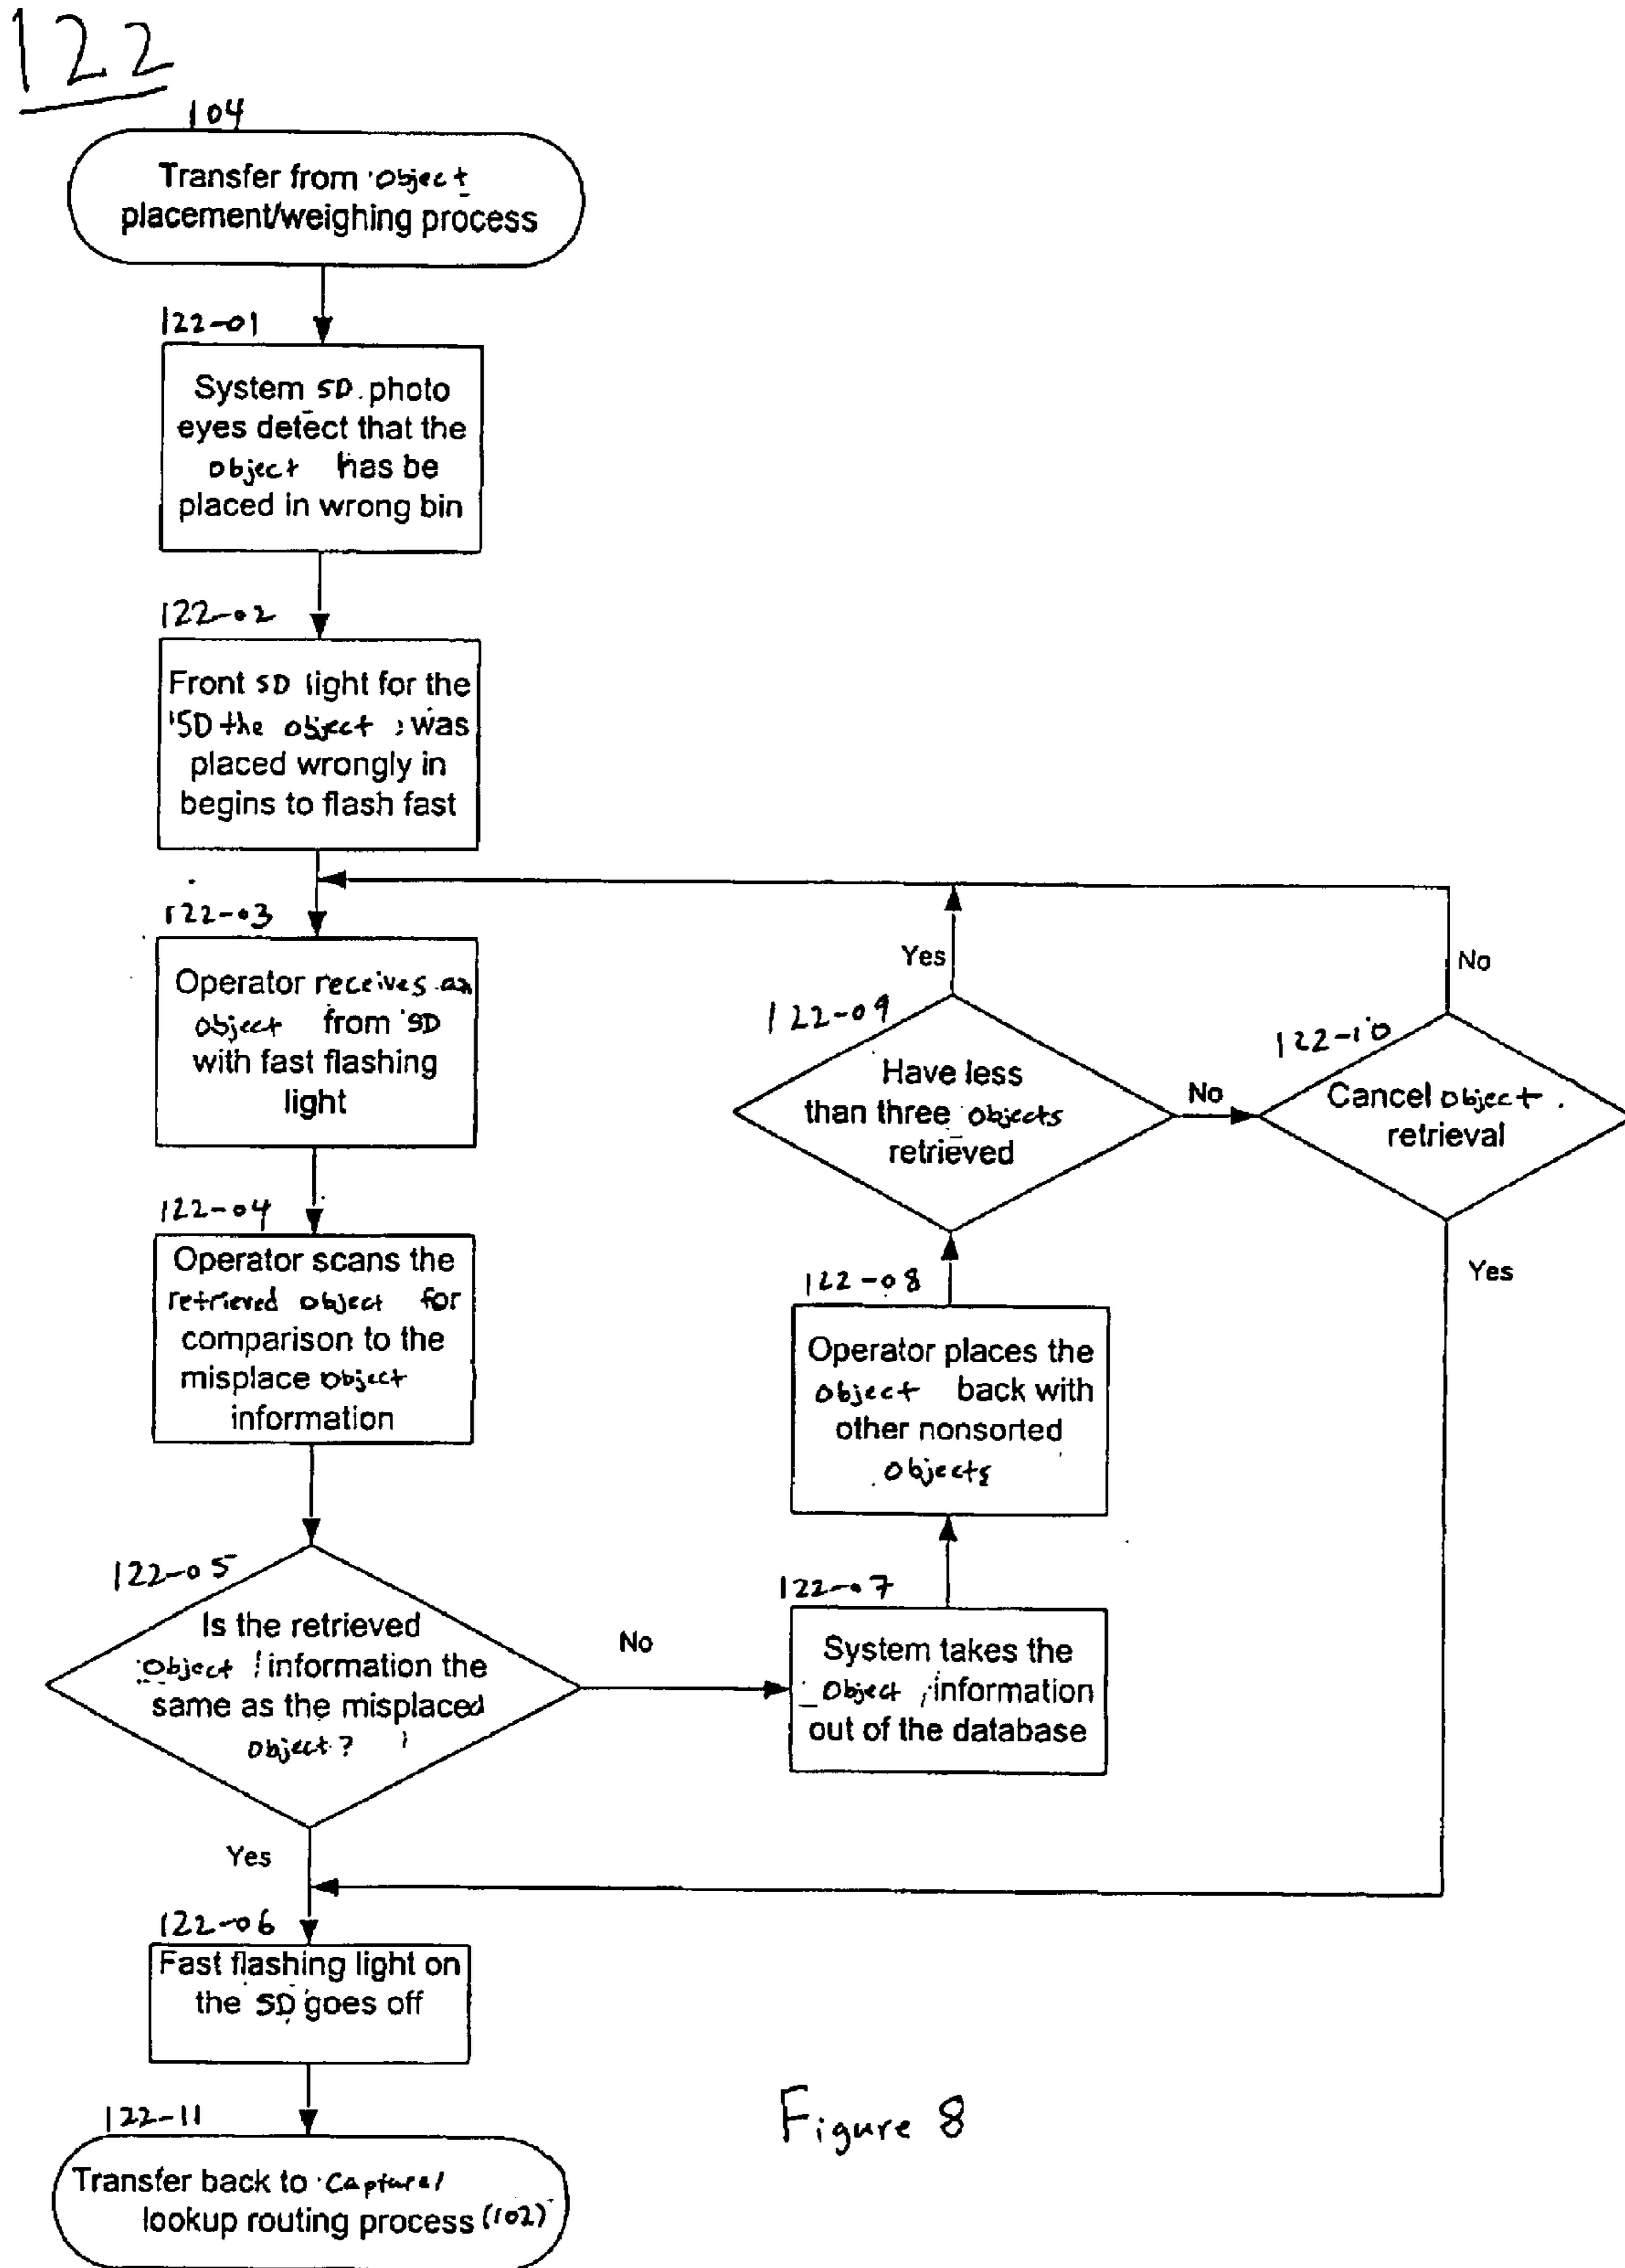 122
104
Transfer from object
placement/weighing process
122-01
System SD photo
eyes detect that the
object has be
placed in wrong bin
122-02
Front SD light for the
SD the object was
placed wrongly in
begins to flash fast
122-03
Operator receives an
object from SD
with fast flashing
light
122-04
Operator scans the
retrieved object for
comparison to the
misplace object
information
122-05
Is the retrieved
object information the
same as the misplaced
object?
No
Yes
122-06
Fast flashing light on
the SD goes off
122-11
Transfer back to capture/
lookup routing process (102)
122-07
System takes the
object information
out of the database
122-08
Operator places the
object back with
other nonsorted
objects
122-09
Have less
than three objects
retrieved
Yes
No
122-10
Cancel object
retrieval
No
Yes
Figure 8